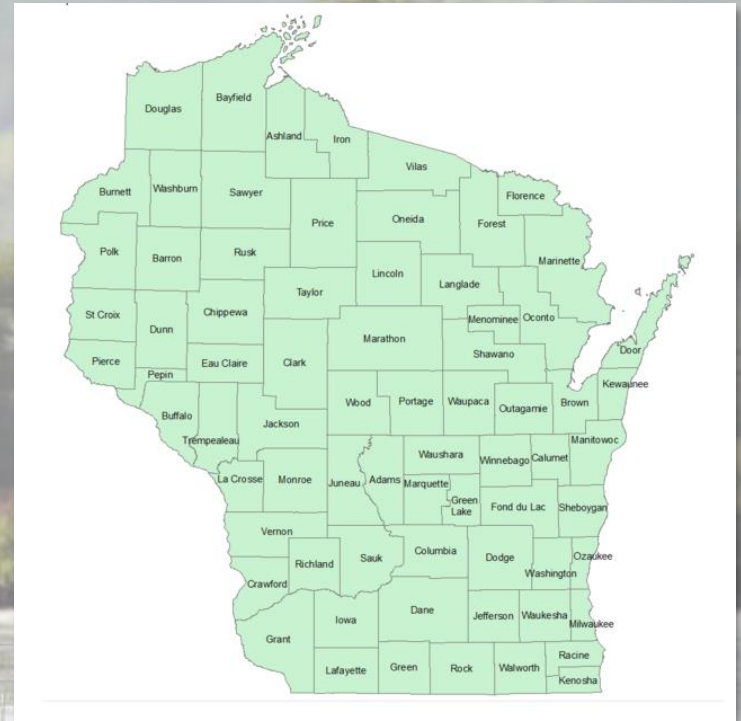 Bayfield
Douglas
Ashland
Iron
Vilas
Burnett
Washburn
Sawyer
Florence
Price
Oneida
Forest
Polk
Barron
Rusk
Marinette
Lincoln
Langlade
Taylor
St Croix
Chippewa
Menominee
Oconto
Dunn
Marathon
Pierce
Eau Claire
Clark
Shawano
Door
Pepin
Kewaunee
Buffalo
Wood
Portage
Waupaca
Outagamie
Brown
Jackson
Trempealeau
Manitowoc
Waushara
Winnebago
Calumet
La Crosse
Monroe
Juneau
Adams
Marquette
Green
Lake
Fond du Lac
Sheboygan
Vernon
Columbia
Richland
Sauk
Dodge
Ozaukee
Washington
Crawford
Dane
Iowa
Jefferson
Waukesha
Milwaukee
Grant
Racine
Lafayette
Green
Rock
Walworth
Kenosha